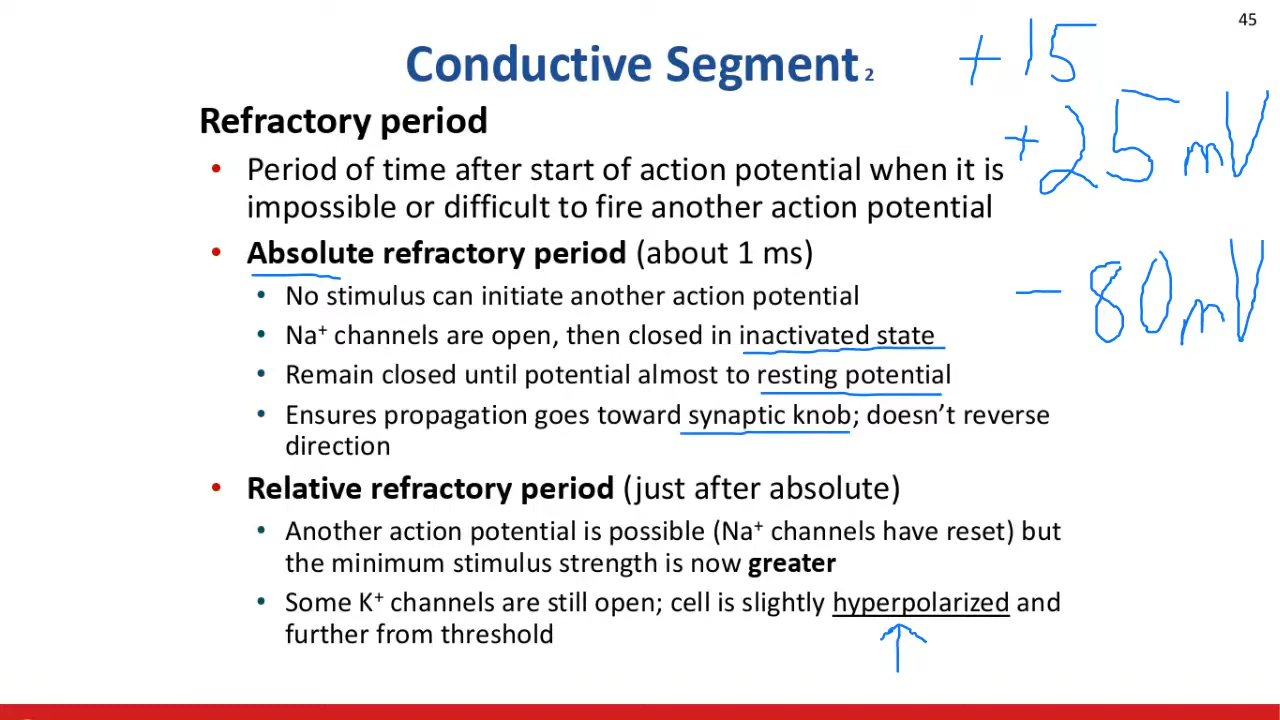 45
+15
Conductive Segment 2
Refractory period
+25 mV
• Period of time after start of action potential when it is
impossible or difficult to fire another action potential
• Absolute refractory period (about 1 ms)
• No stimulus can initiate another action potential
-80mV
• Na⁺ channels are open, then closed in inactivated state
• Remain closed until potential almost to resting potential
• Ensures propagation goes toward synaptic knob; doesn’t reverse
direction
• Relative refractory period (just after absolute)
• Another action potential is possible (Na⁺ channels have reset) but
the minimum stimulus strength is now greater
• Some K⁺ channels are still open; cell is slightly hyperpolarized and
further from threshold